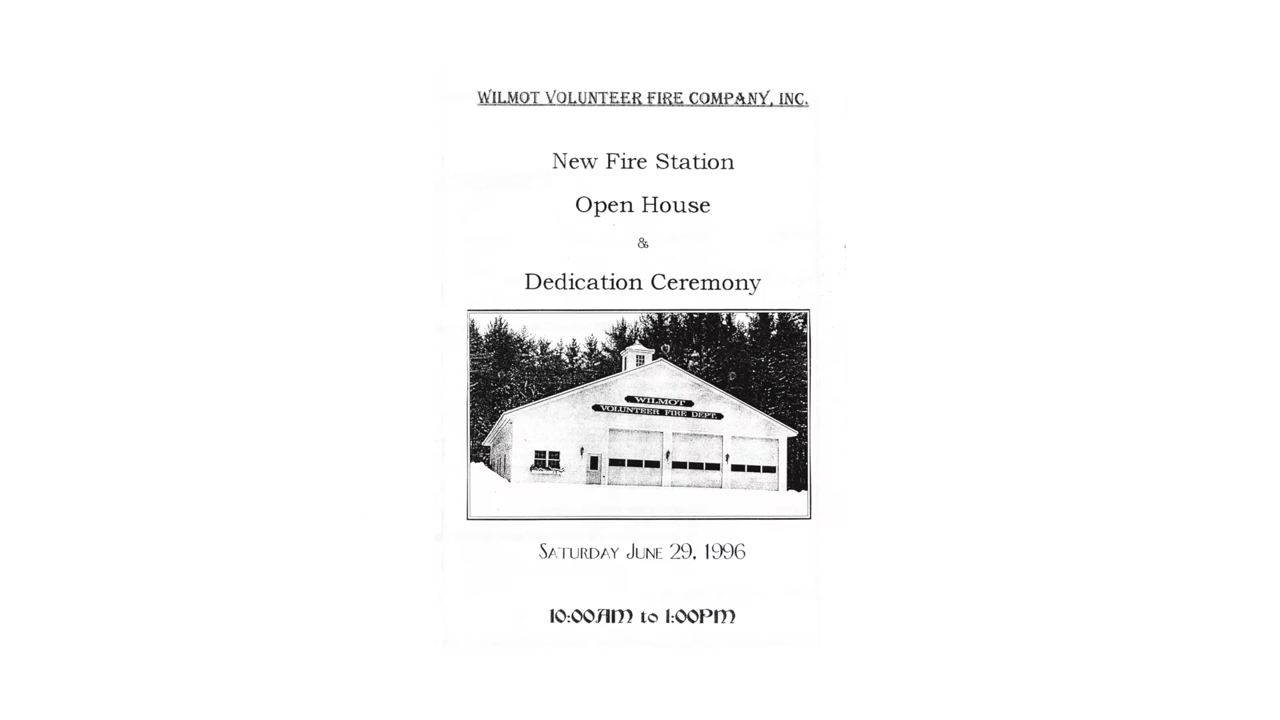 WILMOT VOLUNTEER FIRE COMPANY, INC.
New Fire Station
Open House
&
Dedication Ceremony
WILMOT
VOLUNTEER FIRE DEPT.
SATURDAY JUNE 29, 1996
10:00AM to 1:00PM